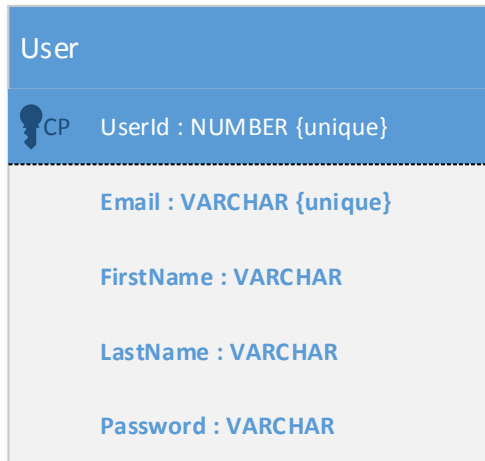 User
CP UserId : NUMBER {unique}
Email : VARCHAR {unique}
FirstName : VARCHAR
LastName : VARCHAR
Password : VARCHAR